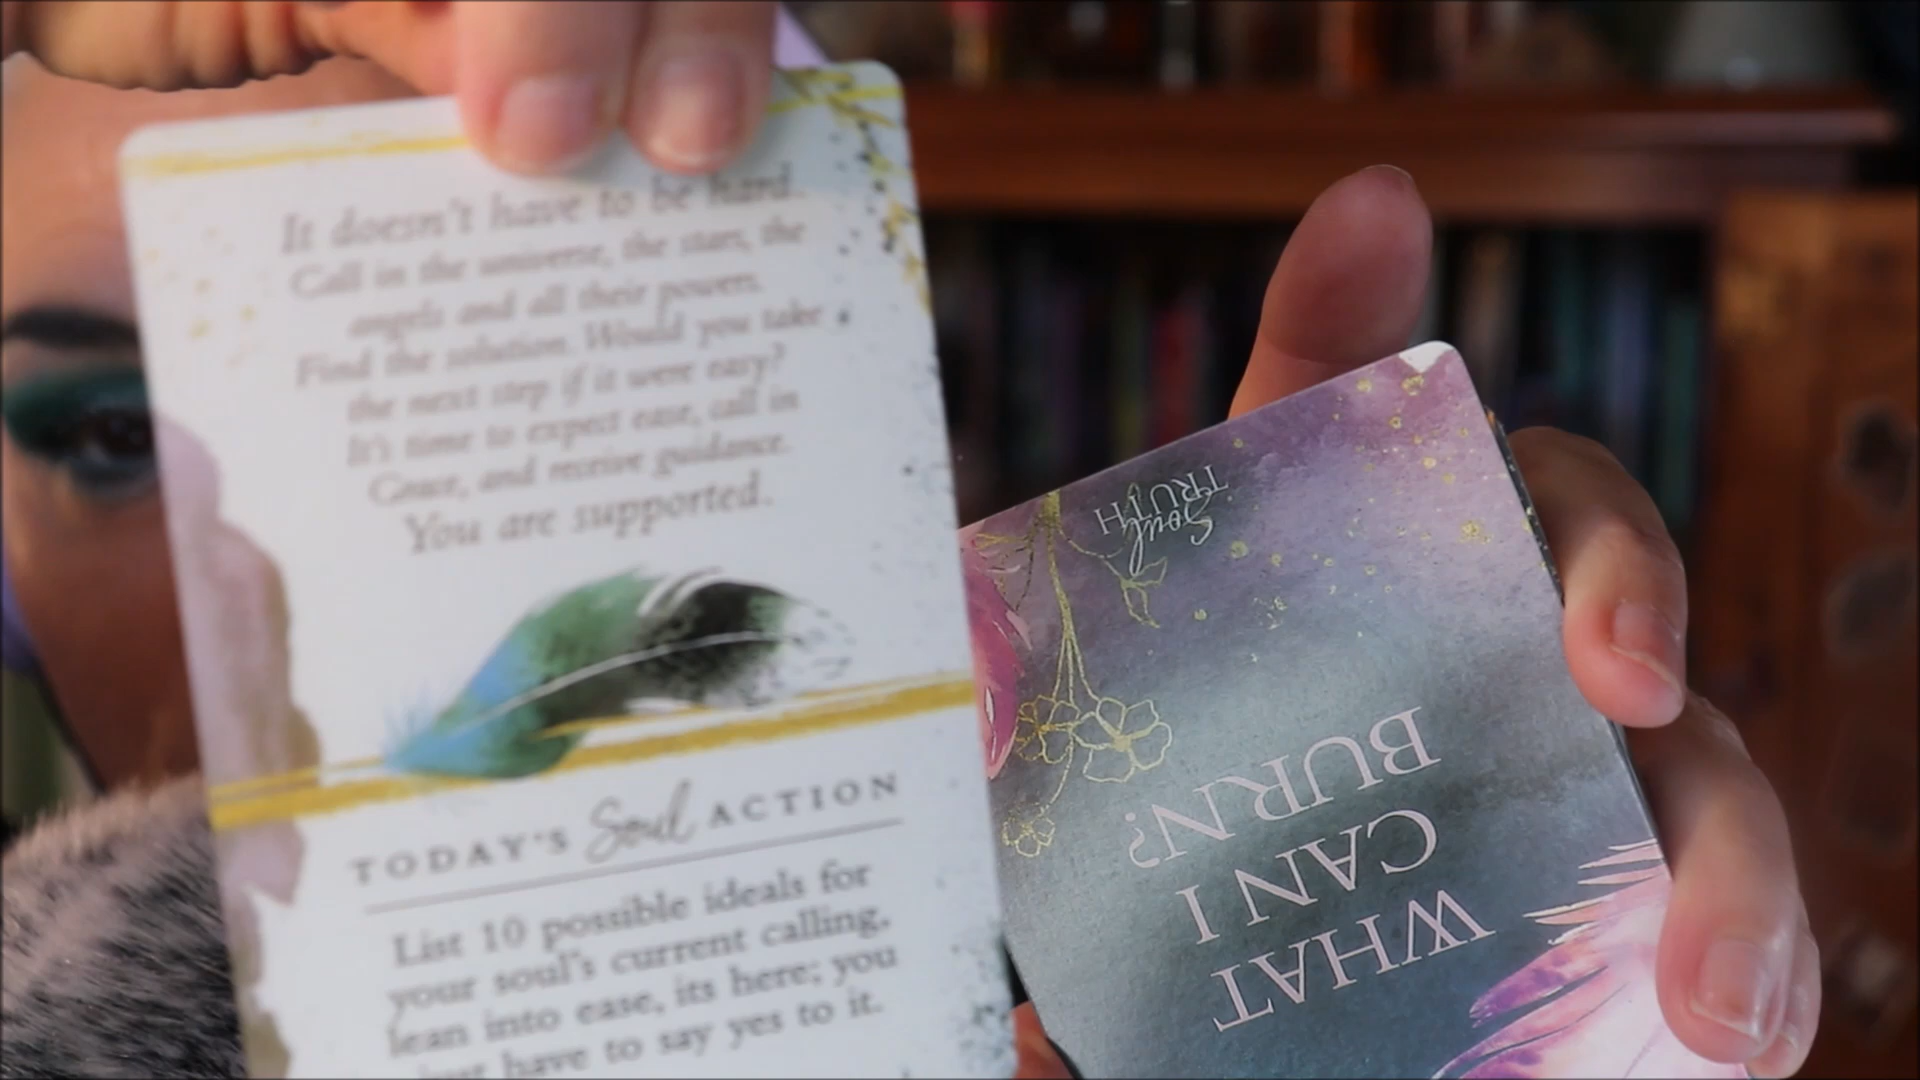 It doesn't have to be hard.
Call in the universe, the stars, the
angels and all their powers.
Find the solution. Would you take
the next step if it were easy?
It's time to expect ease, call in
Grace, and receive guidance.
You are supported.
TODAY'S Soul ACTION
List 10 possible ideals for
your soul's current calling,
lean into ease, its here; you
just have to say yes to it.
Soul
TRUTH
WHAT
CAN I
BURN?